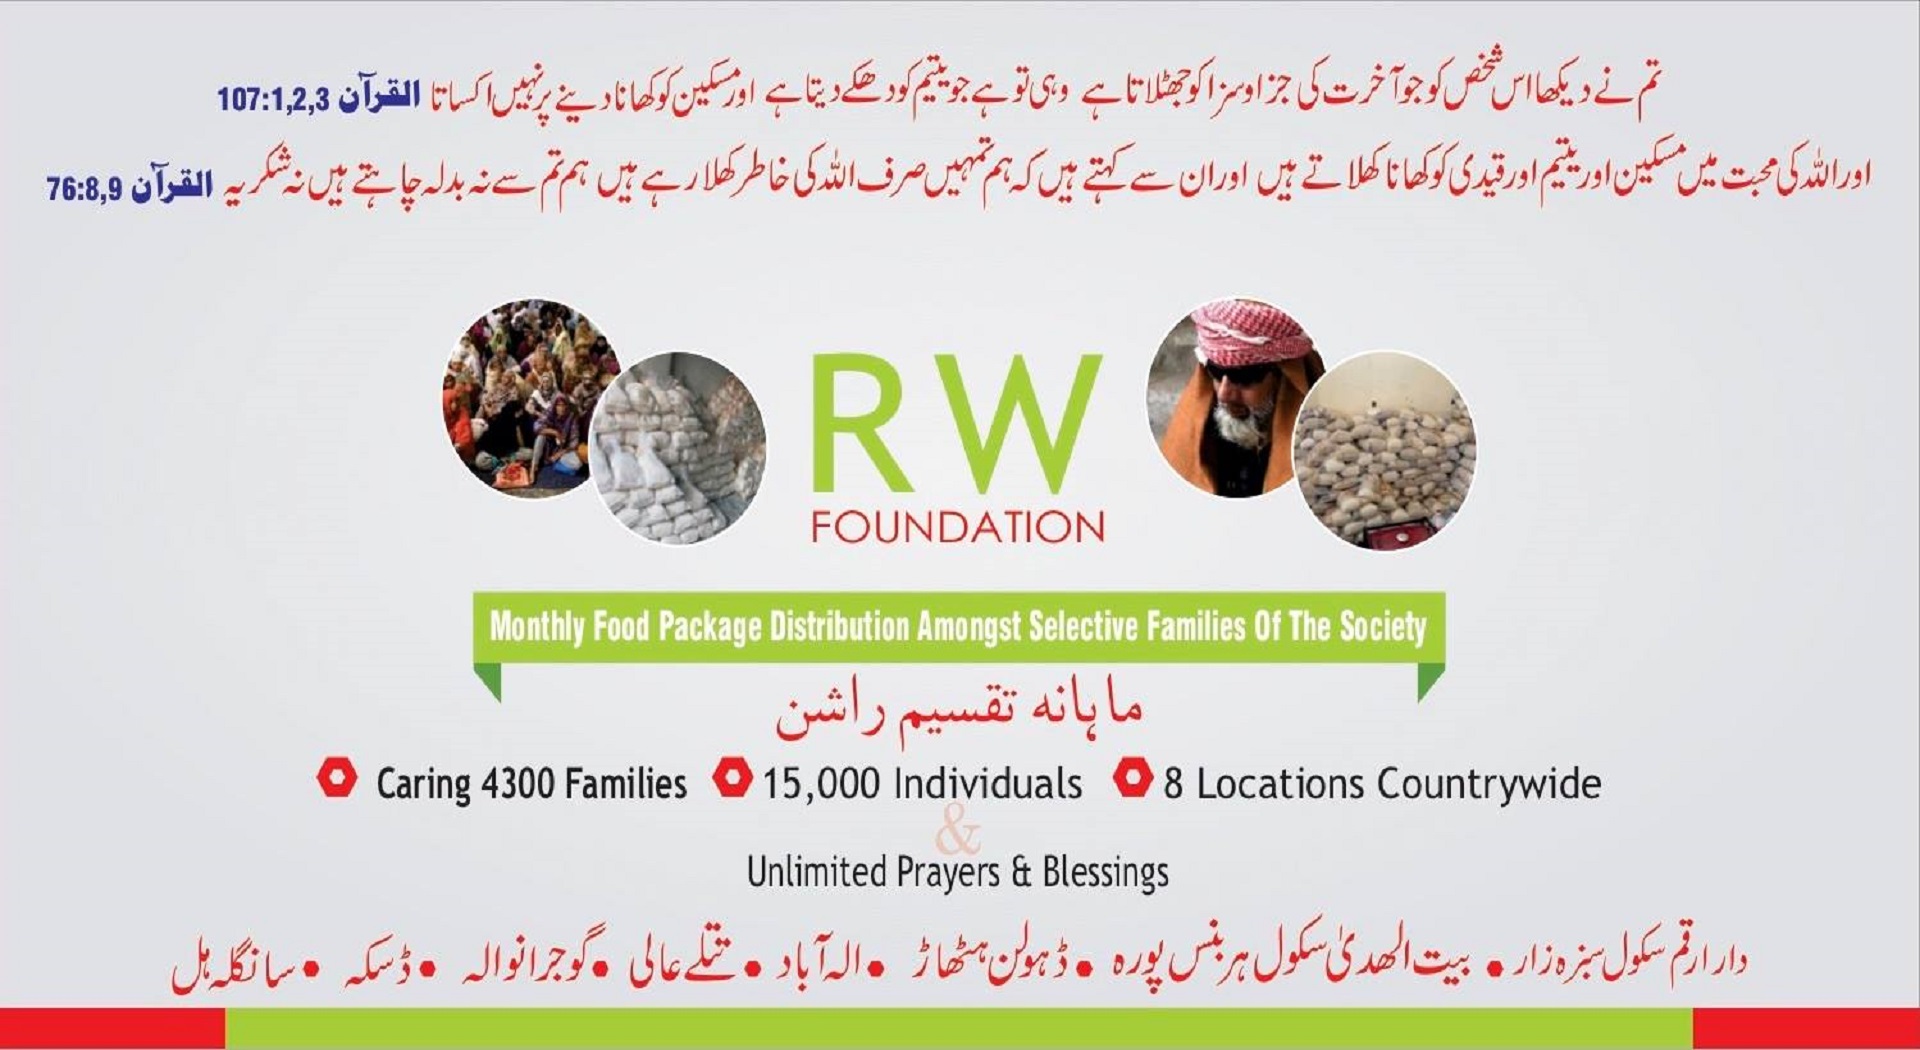 تم نے دیکھا اس شخص کو جو آخرت کی جزا و سزا کو جھٹلاتا ہے وہی تو ہے جو یتیم کو دھکے دیتا ہے اور مسکین کو کھانا دینے پر نہیں اکساتا القرآن 107:1,2,3
اور اللہ کی محبت میں مسکین اور یتیم اور قیدی کو کھانا کھلاتے ہیں اور ان سے کہتے ہیں کہ ہم تمہیں صرف اللہ کی خاطر کھلا رہے ہیں ہم تم سے نہ بدلہ چاہتے ہیں نہ شکریہ القرآن 76:8,9
RW
FOUNDATION
Monthly Food Package Distribution Amongst Selective Families Of The Society
ماہانہ تقسیم راشن
Caring 4300 Families 15,000 Individuals 8 Locations Countrywide
&
Unlimited Prayers & Blessings
دار ارقم سکول سبزہ زار • بیت الھدیٰ سکول ہربنس پورہ • ڈہولن ہٹھاڑ • الہ آباد • تتلے عالی • گوجرانوالہ • ڈسکہ • سانگلہ ہل